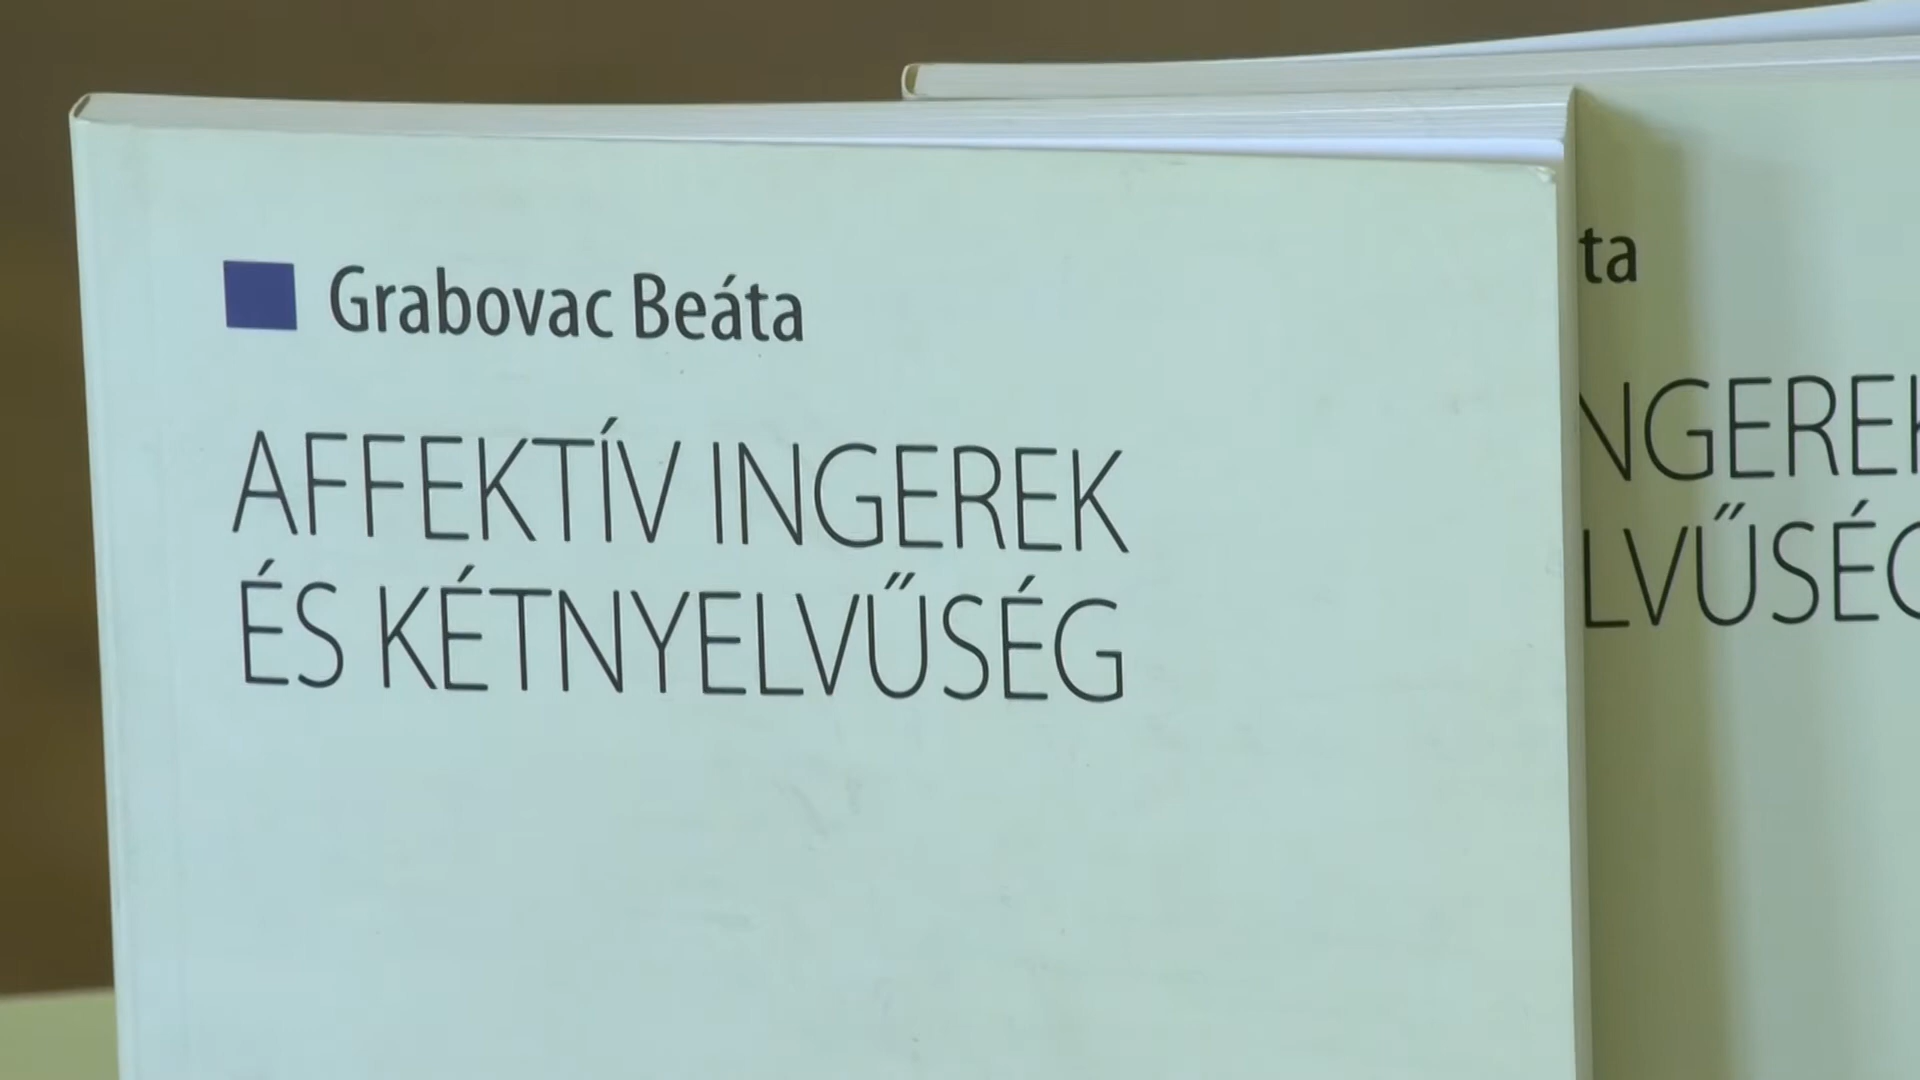 Grabovac Beáta
AFFEKTÍV INGEREK
ÉS KÉTNYELVŰSÉG
ta
NGEREK
LVŰSÉG